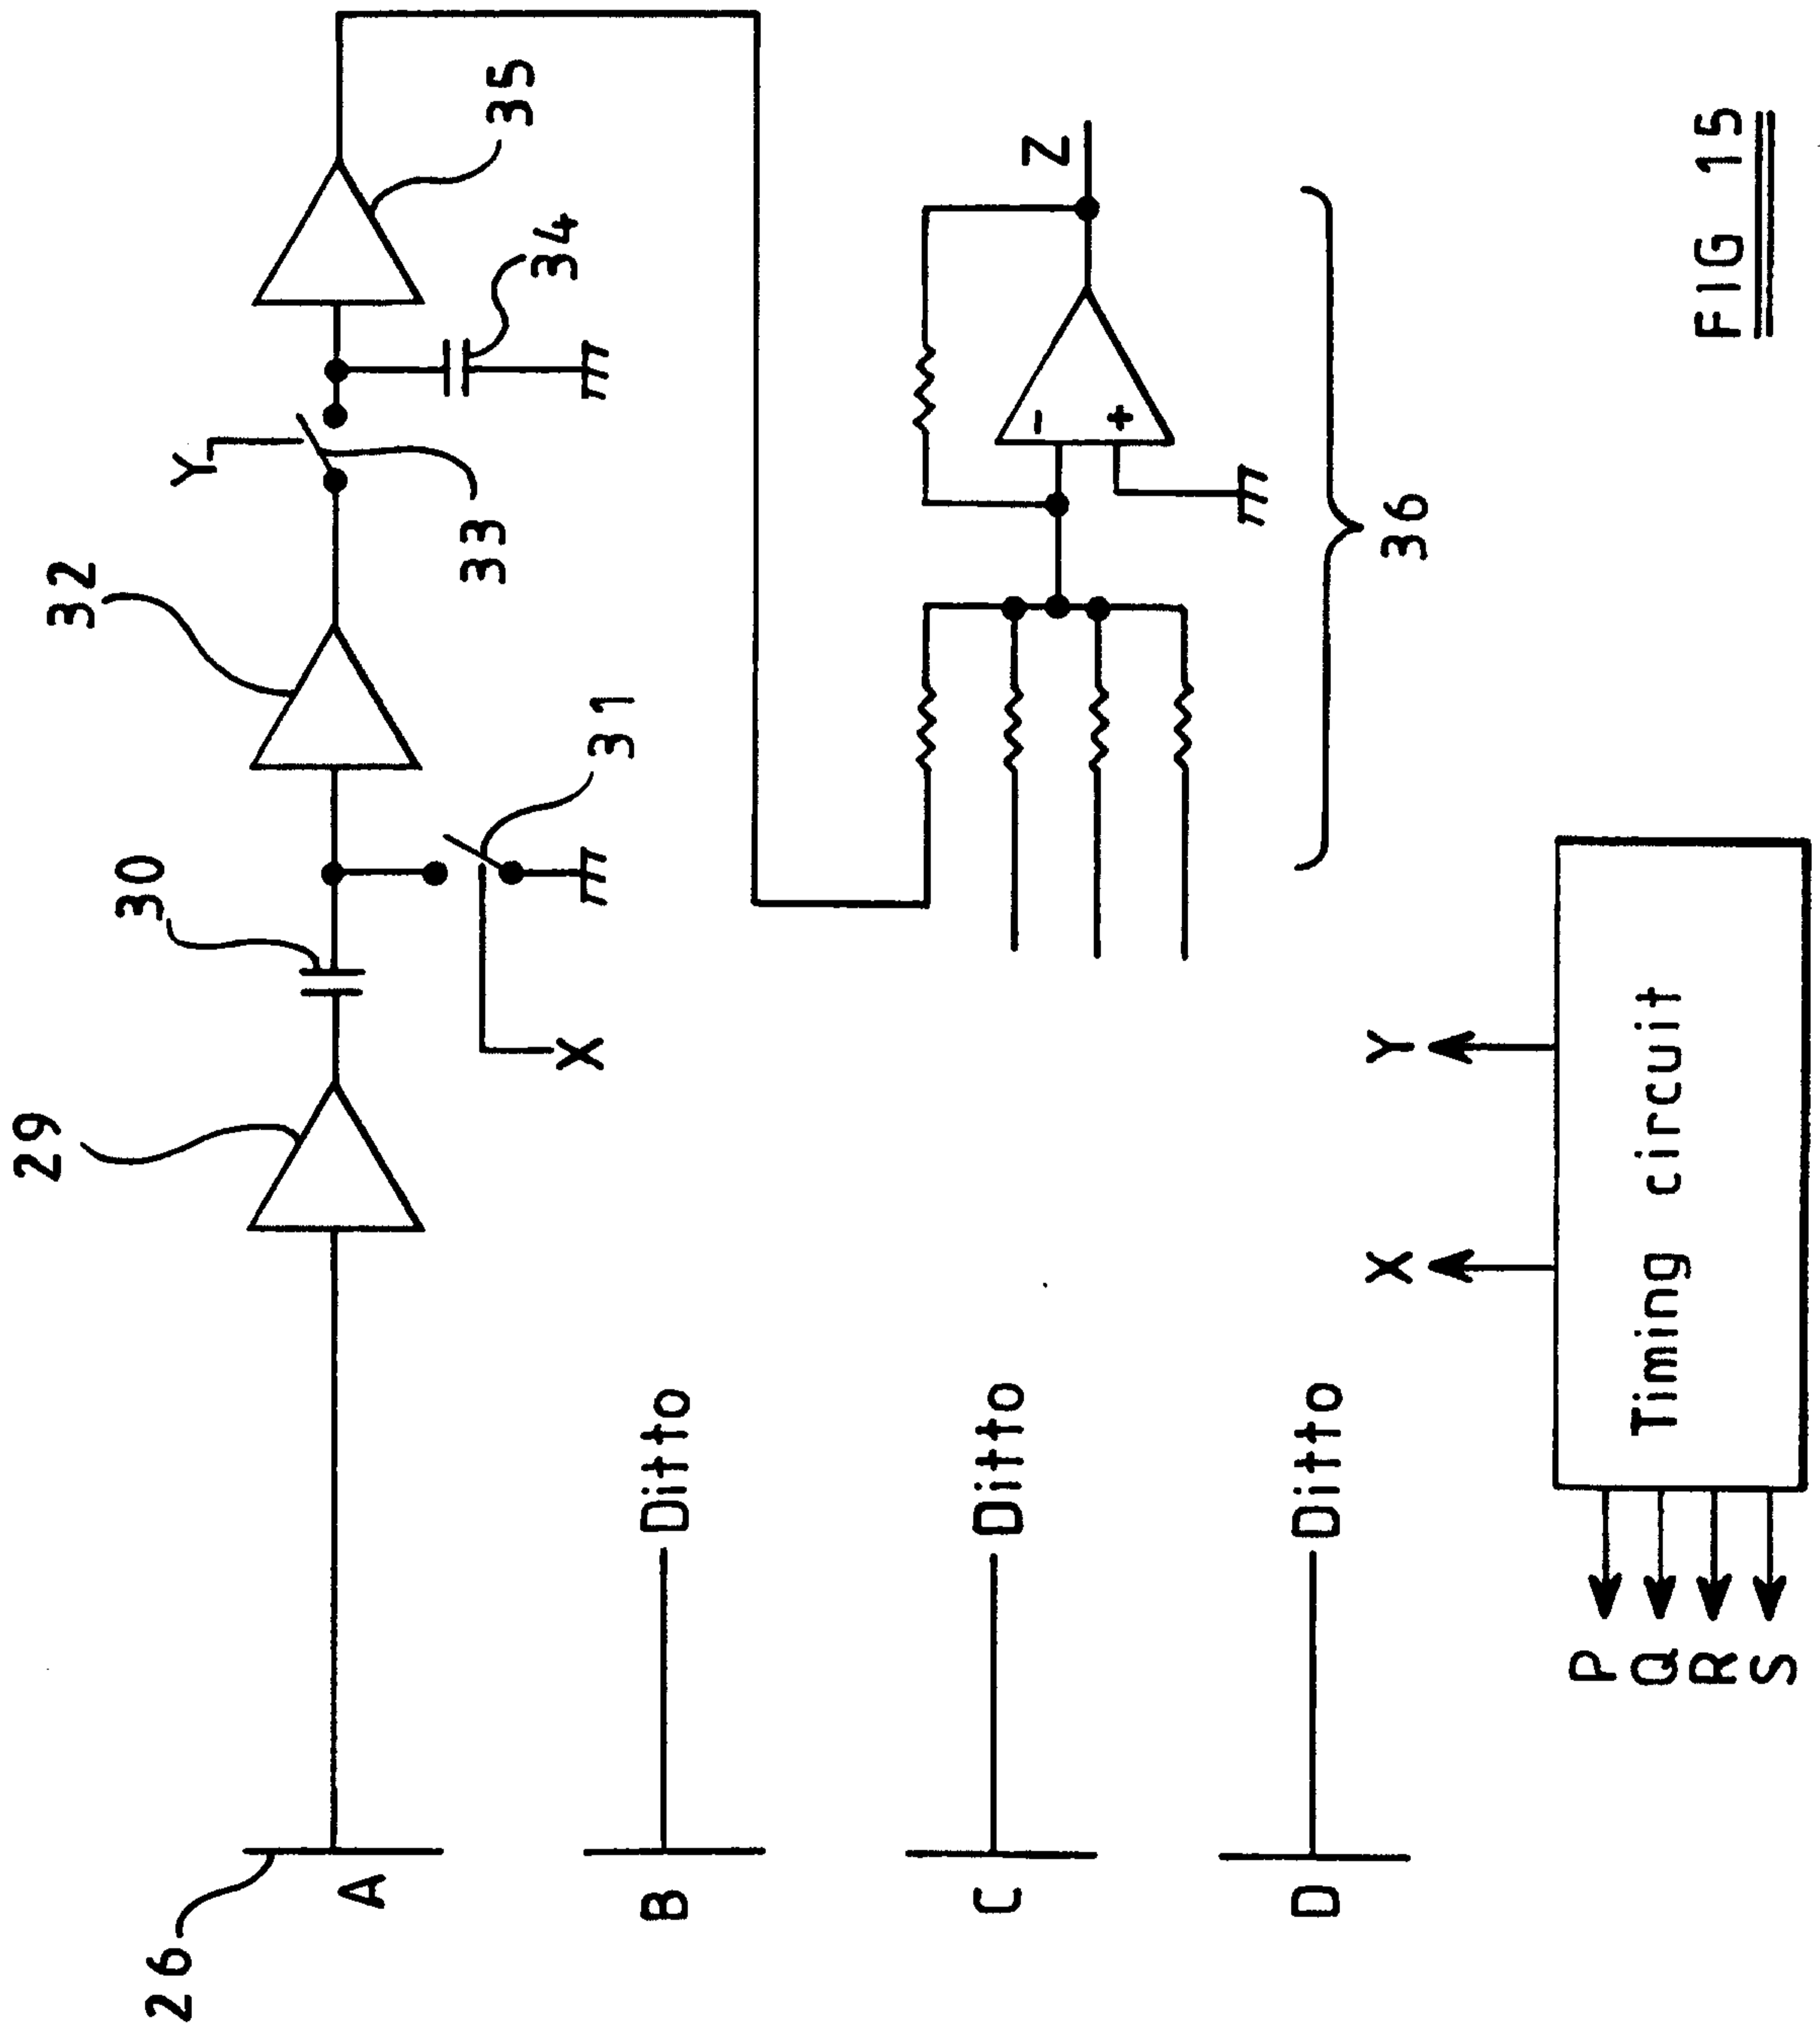 26
A
29
30
X
31
32
Y
33
34
35
B Ditto
C Ditto
D Ditto
-
+
Z
36
X
Y
Timing circuit
P
Q
R
S
FIG 15